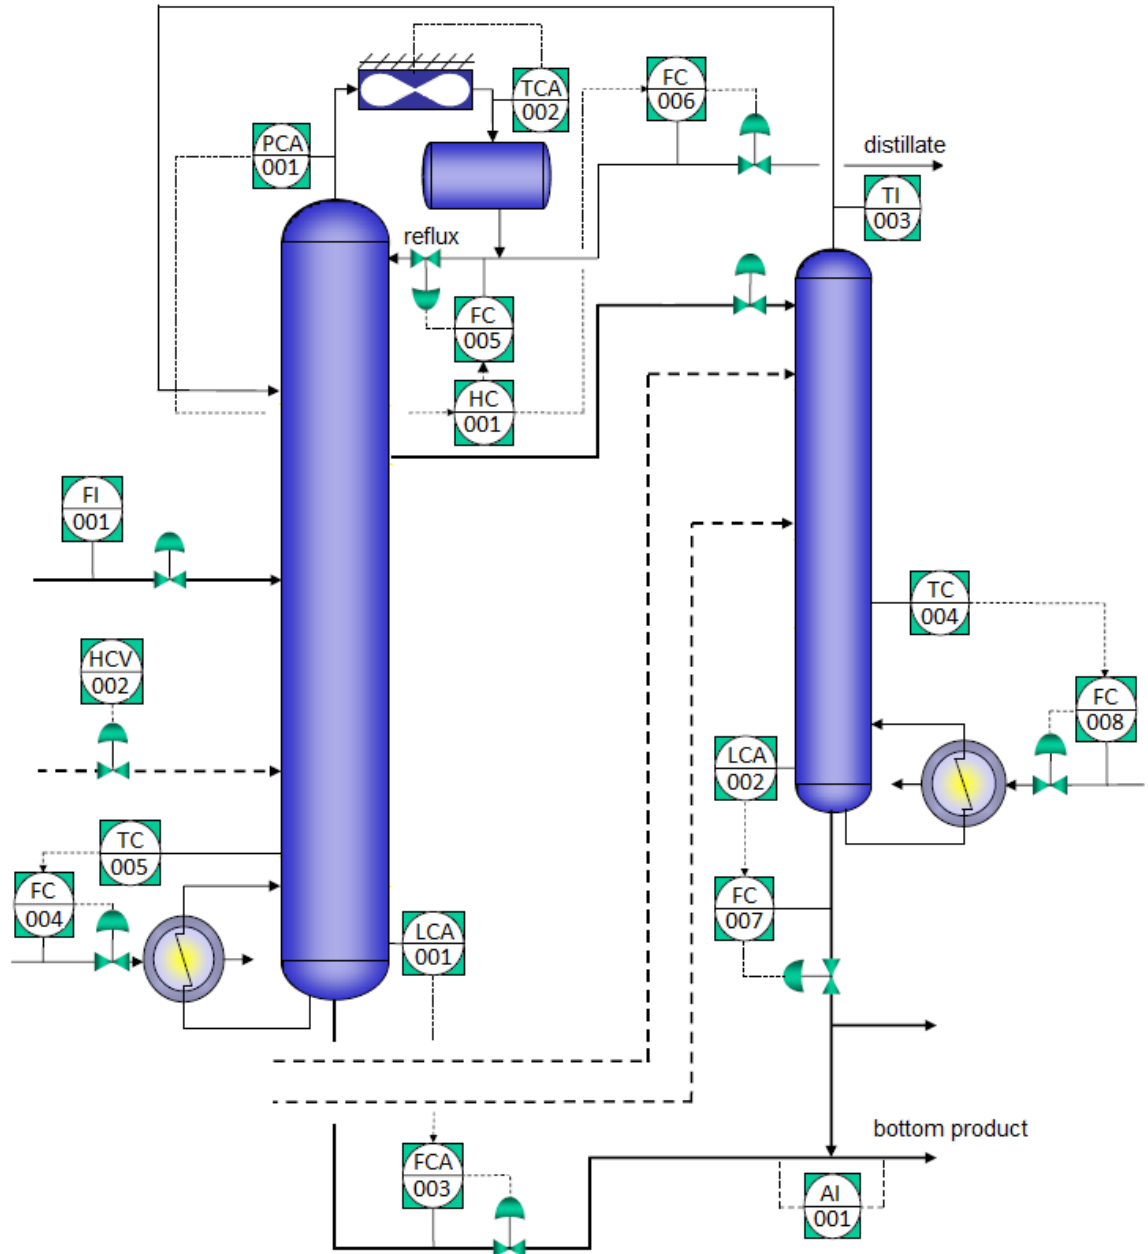 TCA
002
FC
006
PCA
001
distillate
TI
003
reflux
FC
005
HC
001
FI
001
TC
004
HCV
002
FC
008
LCA
002
TC
005
FC
004
FC
007
LCA
001
bottom product
FCA
003
AI
001